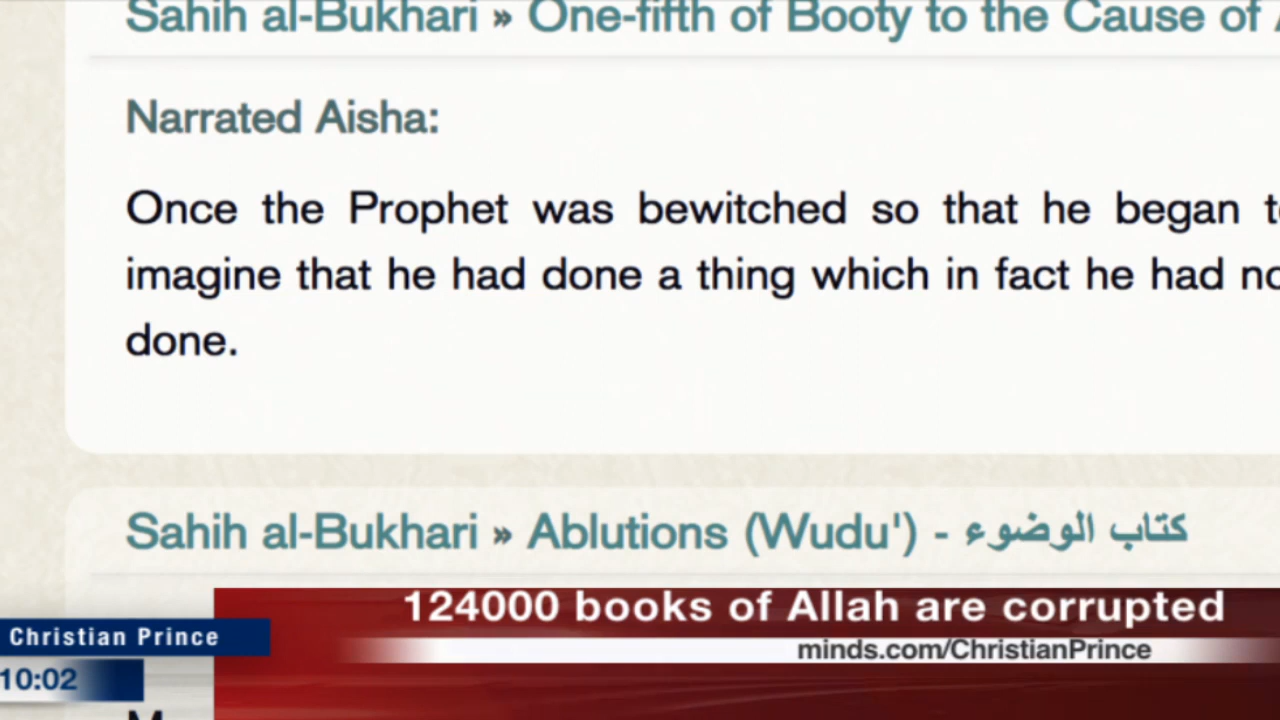 Sahih al-Bukhari » One-fifth of Booty to the Cause of
Narrated Aisha:
Once the Prophet was bewitched so that he began
imagine that he had done a thing which in fact he had
done.
Sahih al-Bukhari » Ablutions (Wudu') - كتاب الوضوء
124000 books of Allah are corrupted
Christian Prince
minds.com/ChristianPrince
10:02